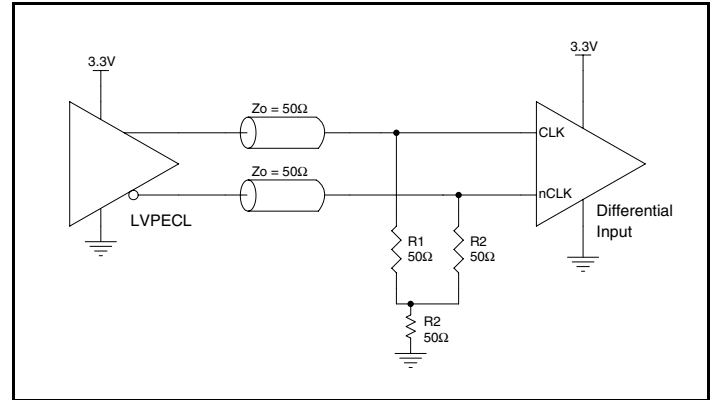 3.3V
3.3V
Zo = 50Ω
CLK
Zo = 50Ω
nCLK
LVPECL
Differential
Input
R1
50Ω
R2
50Ω
R2
50Ω